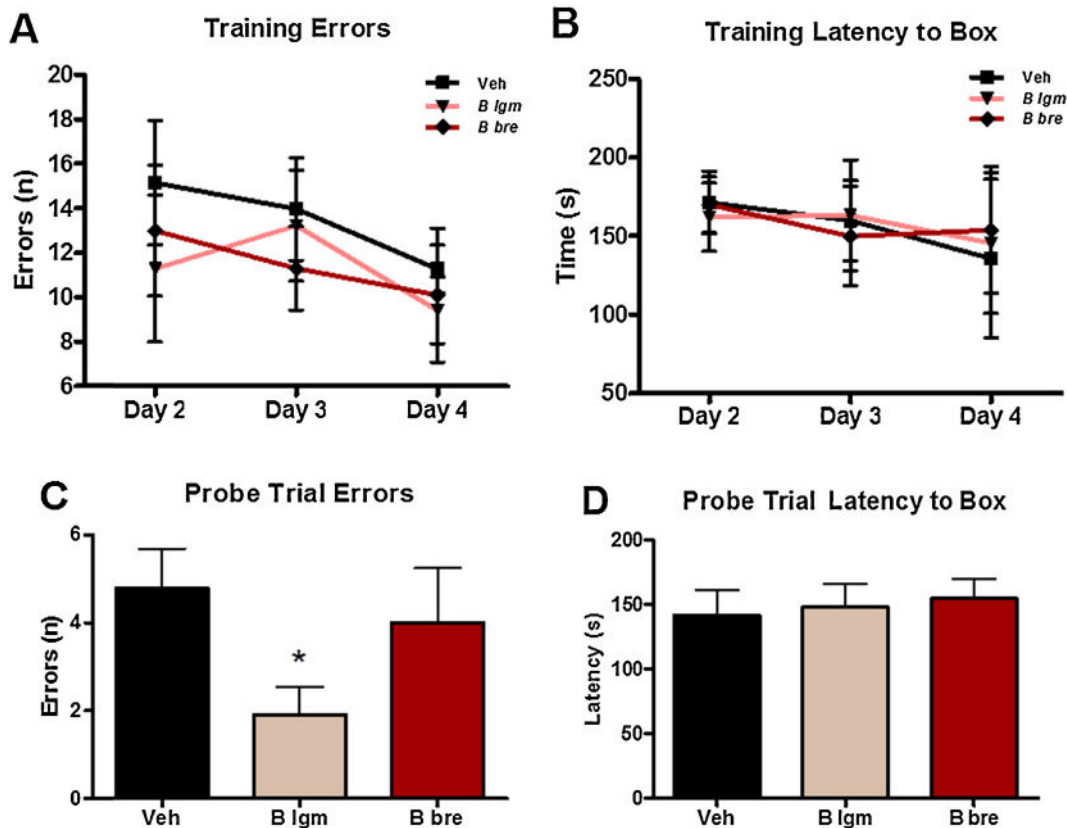 A
Training Errors
Veh
B lgm
B bre
Errors (n)
20
18
16
14
12
10
8
6
Day 2 Day 3 Day 4
B
Training Latency to Box
Veh
B lgm
B bre
Time (s)
250
200
150
100
50
Day 2 Day 3 Day 4
C
Probe Trial Errors
Errors (n)
6
4
2
0
*
Veh B lgm B bre
D
Probe Trial Latency to Box
Latency (s)
200
150
100
50
0
Veh B lgm B bre